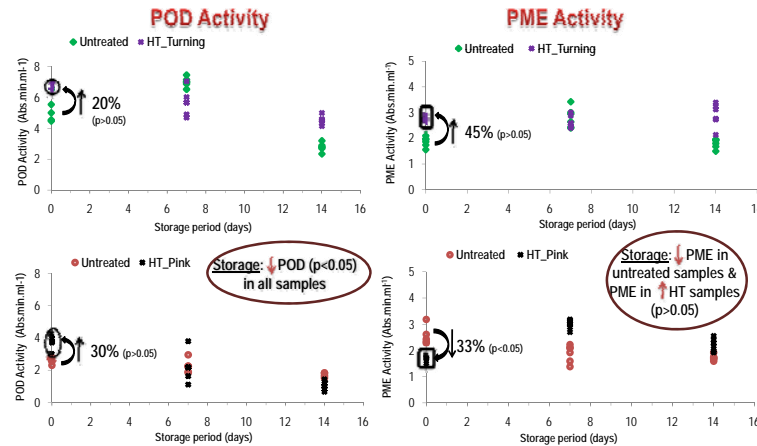 POD Activity
PME Activity
Untreated HT_Turning
POD Activity (Abs.min.ml-1)
8
6
4
2
0
20%
(p>0.05)
0 2 4 6 8 10 12 14 16
Storage period (days)
Untreated HT_Turning
PME Activity (Abs.min.ml-1)
5
4
3
2
1
0
45% (p>0.05)
0 2 4 6 8 10 12 14 16
Storage period (days)
Untreated HT_Pink
POD Activity (Abs.min.ml-1)
8
6
4
2
0
30% (p>0.05)
Storage: ↓ POD (p<0.05)
in all samples
0 2 4 6 8 10 12 14 16
Storage period (days)
Untreated HT_Pink
PME Activity (Abs.min.ml-1)
5
4
3
2
1
0
33% (p<0.05)
Storage: ↓ PME in
untreated samples &
PME in ↑ HT samples
(p>0.05)
0 2 4 6 8 10 12 14 16
Storage period (days)